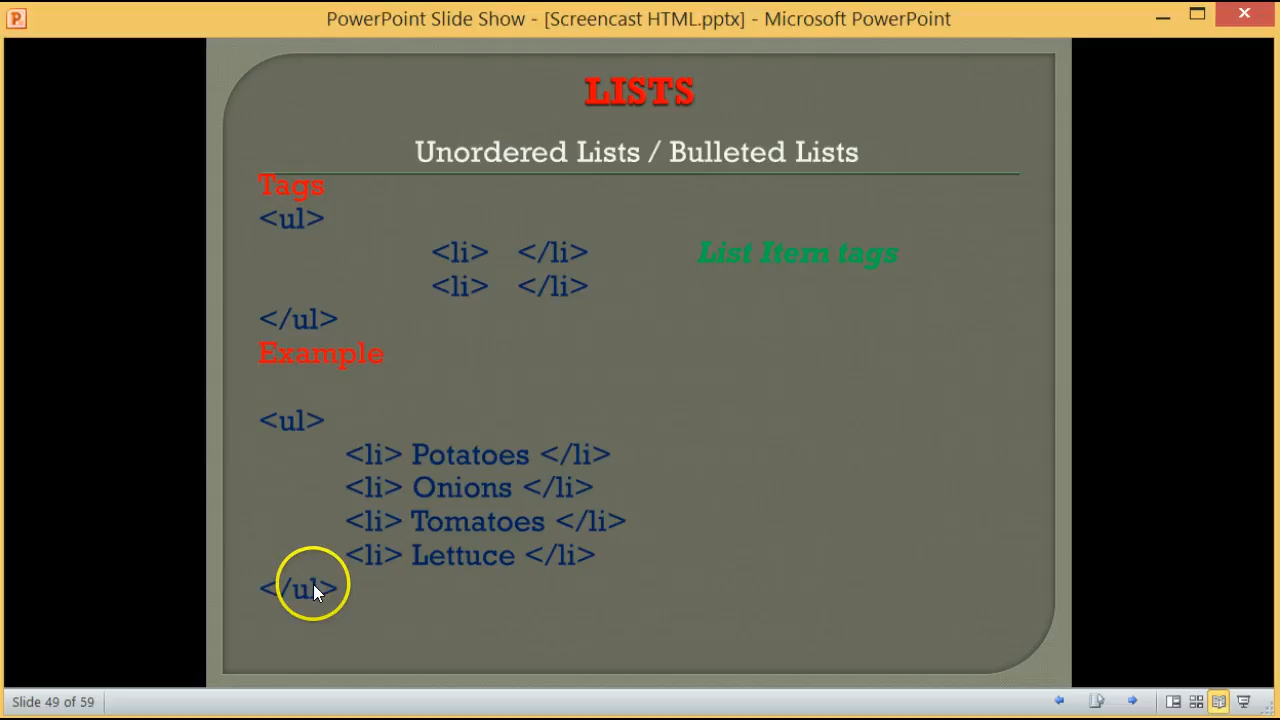 PowerPoint Slide Show - [Screencast HTML.pptx] - Microsoft PowerPoint
LISTS
Unordered Lists / Bulleted Lists
Tags
<ul>
<li> </li> List Item tags
<li> </li>
</ul>
Example
<ul>
<li> Potatoes </li>
<li> Onions </li>
<li> Tomatoes </li>
<li> Lettuce </li>
</ul>
Slide 49 of 59